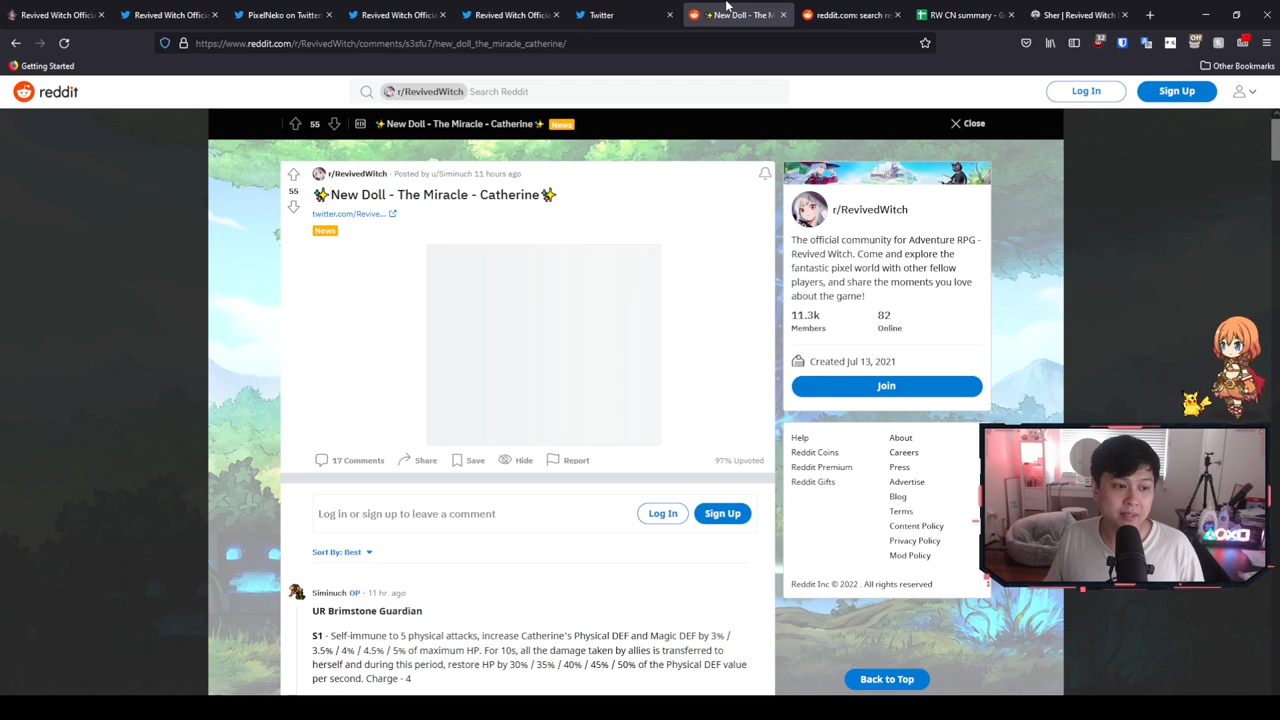 Revived Witch Official
Revived Witch Official
PixelNeko on Twitter
Revived Witch Official
Revived Witch Official
Twitter
✨New Doll - The M
reddit.com: search re
RW CN summary - G
Sher | Revived Witch
https://www.reddit.com/r/RevivedWitch/comments/s3sfu7/new_doll_the_miracle_catherine/
32
Off
Getting Started
Other Bookmarks
reddit
r/RevivedWitch
Search Reddit
Log In
Sign Up
55
✨New Doll - The Miracle - Catherine✨
News
Close
r/RevivedWitch · Posted by u/Siminuch 11 hours ago
55
✨New Doll - The Miracle - Catherine✨
twitter.com/Revive...
News
17 Comments
Share
Save
Hide
Report
97% Upvoted
Log in or sign up to leave a comment
Log In
Sign Up
Sort By: Best
Siminuch OP · 11 hr. ago
UR Brimstone Guardian
S1 - Self-immune to 5 physical attacks, increase Catherine's Physical DEF and Magic DEF by 3% /
3.5% / 4% / 4.5% / 5% of maximum HP. For 10s, all the damage taken by allies is transferred to
herself and during this period, restore HP by 30% / 35% / 40% / 45% / 50% of the Physical DEF value
per second. Charge - 4
r/RevivedWitch
The official community for Adventure RPG -
Revived Witch. Come and explore the
fantastic pixel world with other fellow
players, and share the moments you love
about the game!
11.3k
82
Members
Online
Created Jul 13, 2021
Join
Help
About
Reddit Coins
Careers
Reddit Premium
Press
Reddit Gifts
Advertise
Blog
Terms
Content Policy
Privacy Policy
Mod Policy
Reddit Inc © 2022 . All rights reserved
Back to Top